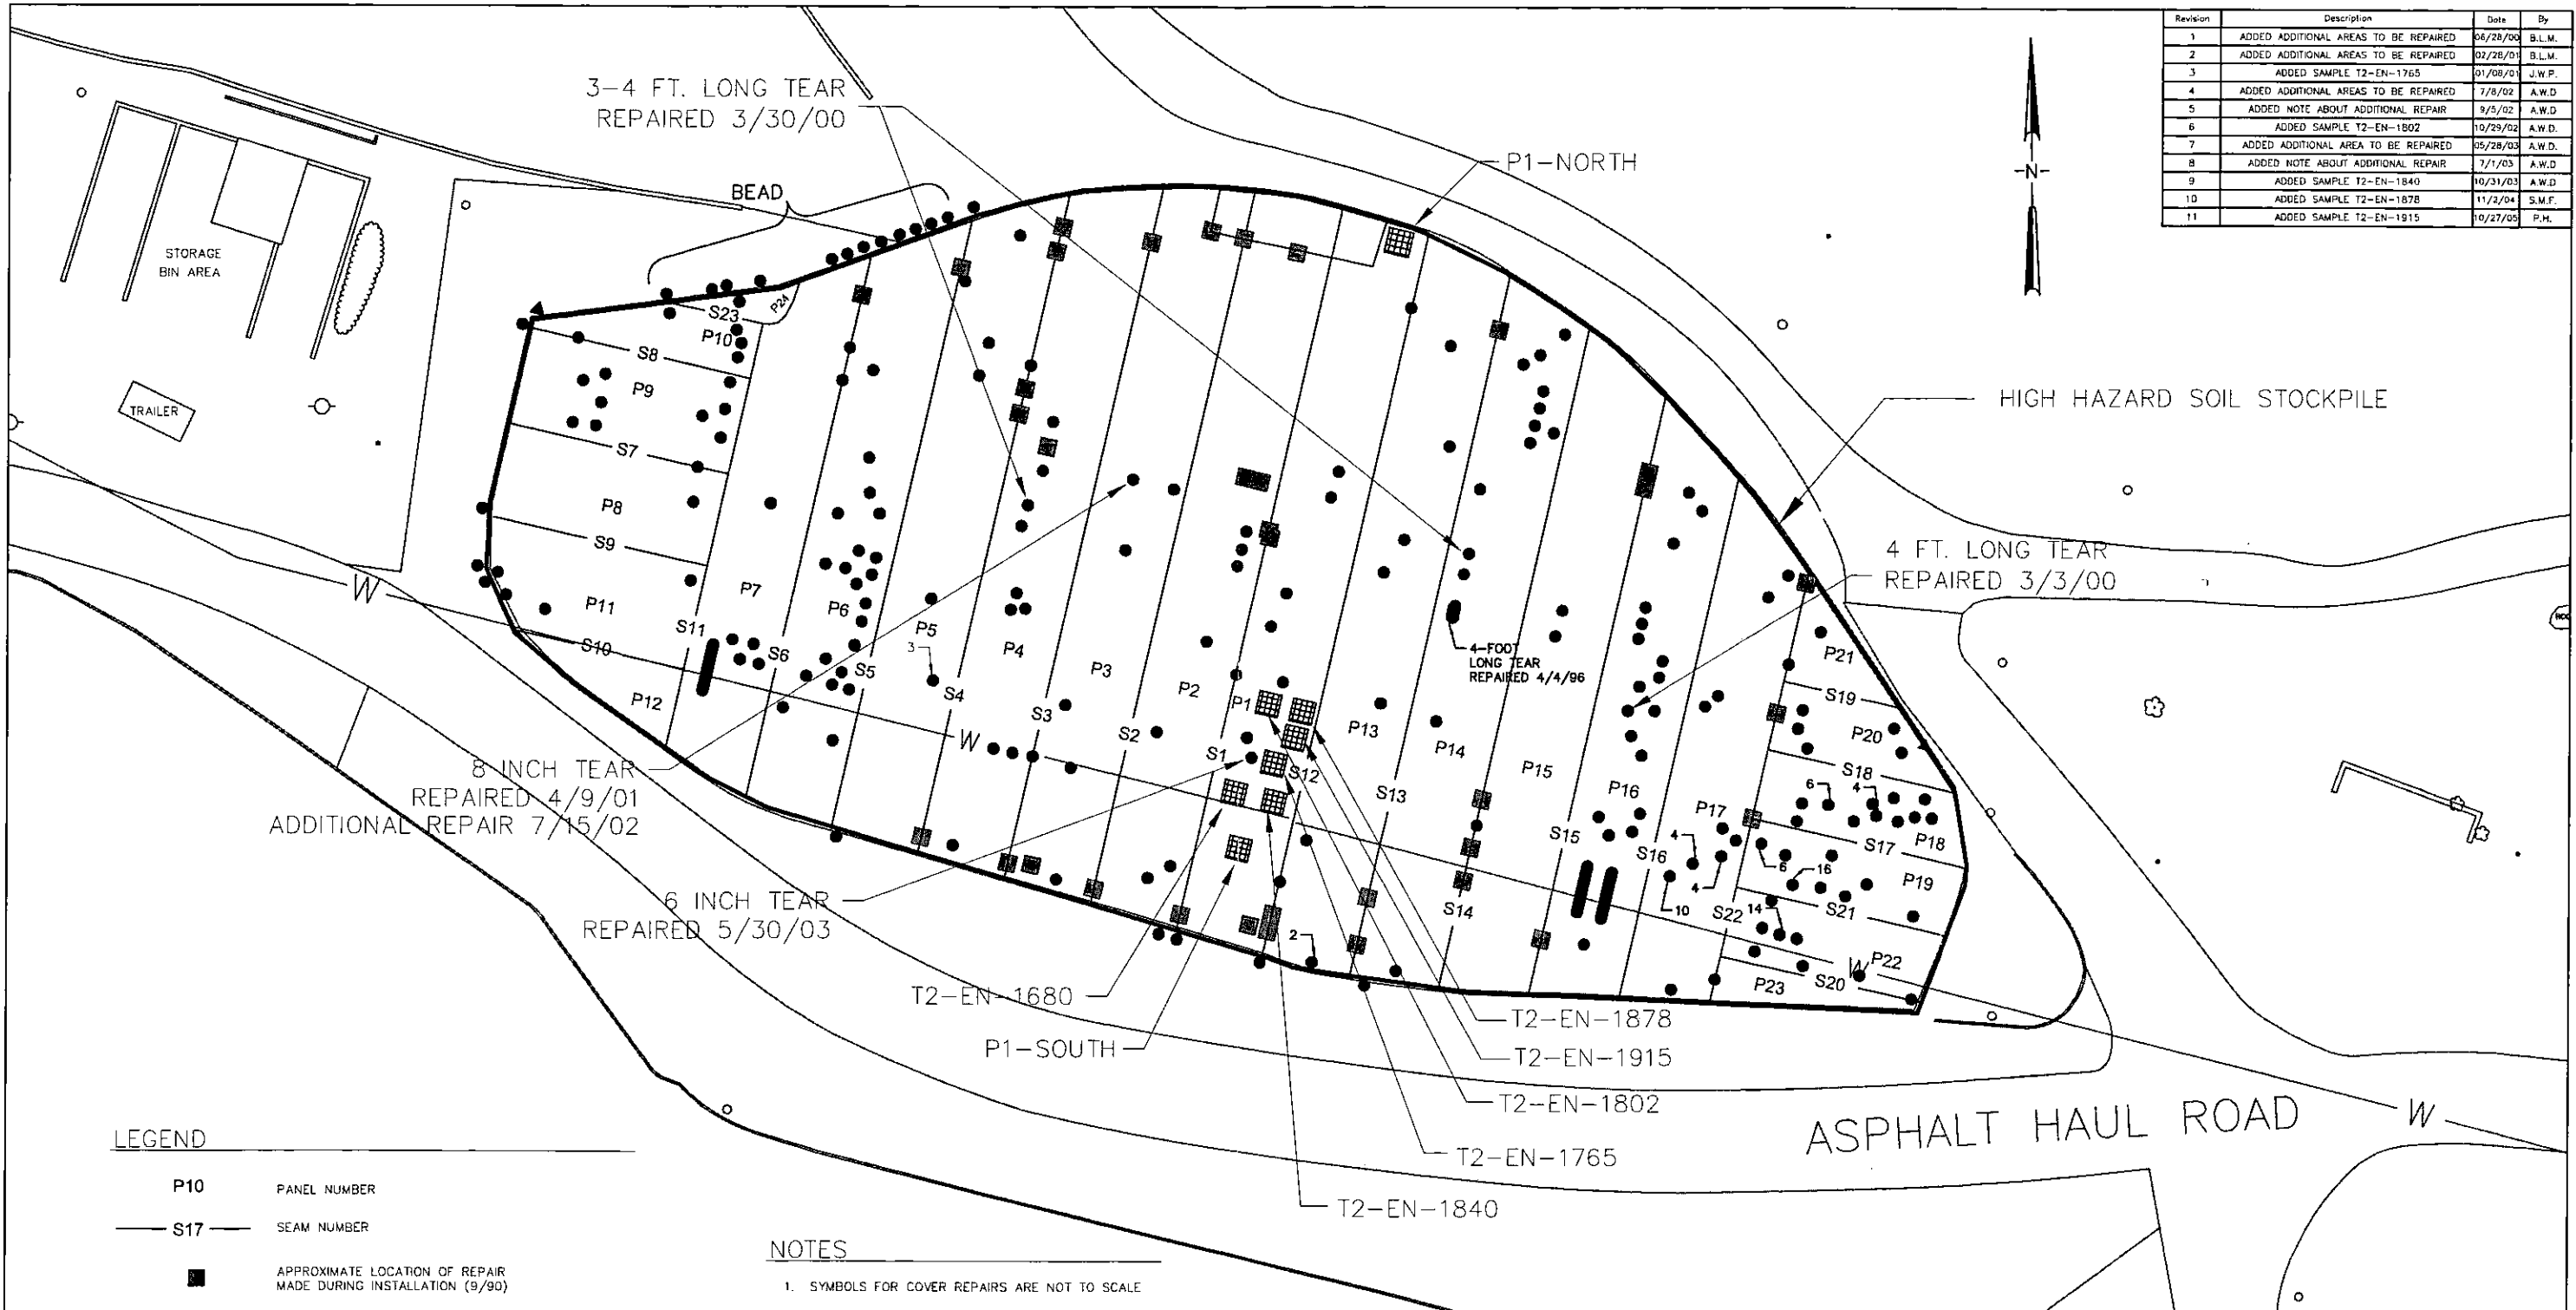 Revision Description Date By
1 ADDED ADDITIONAL AREAS TO BE REPAIRED 06/28/00 B.L.M.
2 ADDED ADDITIONAL AREAS TO BE REPAIRED 02/28/01 B.L.M.
3 ADDED SAMPLE T2-EN-1765 01/08/01 J.W.P.
4 ADDED ADDITIONAL AREAS TO BE REPAIRED 7/8/02 A.W.D
5 ADDED NOTE ABOUT ADDITIONAL REPAIR 9/5/02 A.W.D
6 ADDED SAMPLE T2-EN-1802 10/29/02 A.W.D.
7 ADDED ADDITIONAL AREA TO BE REPAIRED 05/28/03 A.W.D.
8 ADDED NOTE ABOUT ADDITIONAL REPAIR 7/1/03 A.W.D
9 ADDED SAMPLE T2-EN-1840 10/31/03 A.W.D
10 ADDED SAMPLE T2-EN-1878 11/2/04 S.M.F.
11 ADDED SAMPLE T2-EN-1915 10/27/05 P.H.
-N-
3-4 FT. LONG TEAR
REPAIRED 3/30/00
P1-NORTH
BEAD
STORAGE
BIN AREA
TRAILER
HIGH HAZARD SOIL STOCKPILE
4 FT. LONG TEAR
REPAIRED 3/3/00
P24
S23
P10
S8
P9
S7
P8
S9
P11
S10
P12
S11
P7
S6
P6
S5
P5
3
S4
P4
S3
P3
S2
P2
S1
P1
S12
P13
S13
P14
S14
P15
S15
P16
S16
P17
S22
P21
S19
P20
S18
6
4
P18
S17
4
4
10
6
16
P19
S21
14
P22
S20
P23
2
4-FOOT
LONG TEAR
REPAIRED 4/4/96
W
W
W
W
8 INCH TEAR
REPAIRED 4/9/01
ADDITIONAL REPAIR 7/15/02
6 INCH TEAR
REPAIRED 5/30/03
T2-EN-1680
P1-SOUTH
T2-EN-1878
T2-EN-1915
T2-EN-1802
T2-EN-1765
T2-EN-1840
ASPHALT HAUL ROAD
LEGEND
P10 PANEL NUMBER
S17 SEAM NUMBER
APPROXIMATE LOCATION OF REPAIR
MADE DURING INSTALLATION (9/90)
NOTES
1. SYMBOLS FOR COVER REPAIRS ARE NOT TO SCALE